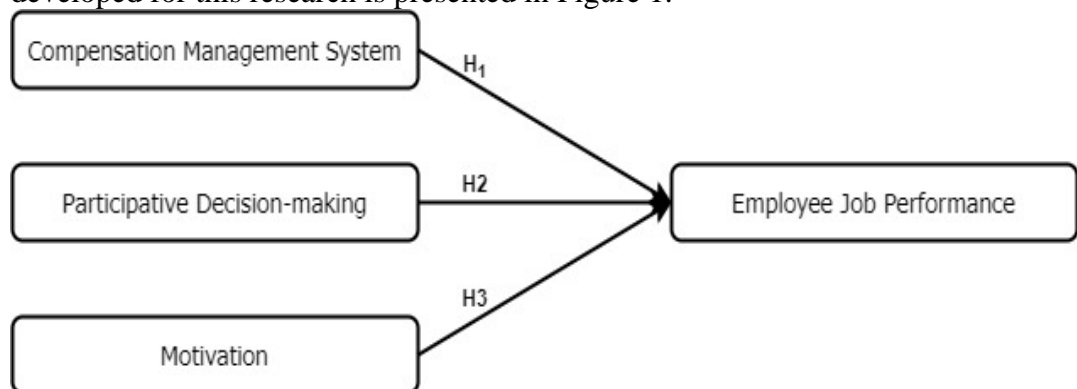 developed for this research is presented in Figure 1.
Compensation Management System
H₁
Participative Decision-making
H2
Employee Job Performance
H3
Motivation